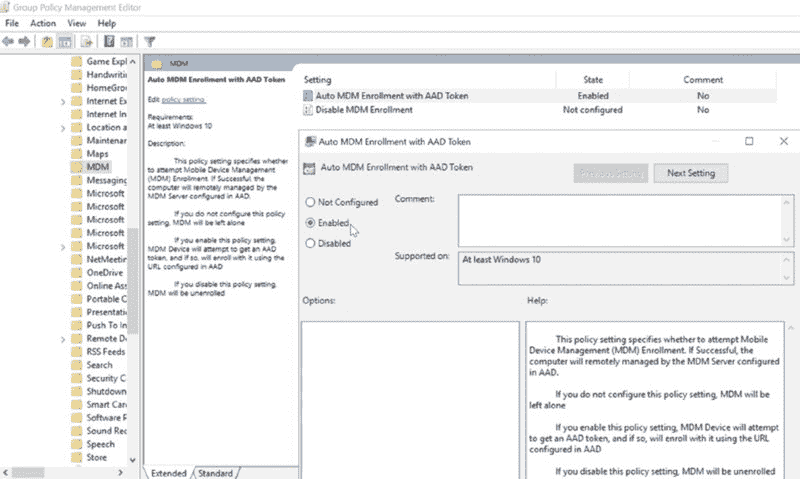 Group Policy Management Editor
File Action View Help
Game Expl
Handwriti
HomeGrou
Internet Ex
Internet In
Location a
Maintenan
Maps
MDM
Messaging
Microsoft
Microsoft
Microsoft
Microsoft
Microsoft
NetMeetin
OneDrive
Online Ass
Portable C
Presentatio
Push To In
Remote De
RSS Feeds
Search
Security C
Shutdown
Smart Card
Software P
Sound Rec
Speech
Store
MDM
Auto MDM Enrollment with AAD Token
Edit policy setting.
Requirements:
At least Windows 10
Description:
This policy setting specifies whether
to attempt Mobile Device Management
(MDM) Enrollment. If Successful, the
computer will remotely managed by the
MDM Server configured in AAD.
If you do not configure this policy
setting, MDM will be left alone
If you enable this policy setting,
MDM Device will attempt to get an AAD
token, and if so, will enroll with it using the
URL configured in AAD
If you disable this policy setting,
MDM will be unenrolled
Extended Standard
Setting State Comment
Auto MDM Enrollment with AAD Token Enabled No
Disable MDM Enrollment Not configured No
Auto MDM Enrollment with AAD Token
Auto MDM Enrollment with AAD Token
Previous Setting Next Setting
Not Configured Comment:
Enabled
Disabled
Supported on: At least Windows 10
Options: Help:
This policy setting specifies whether to attempt Mobile
Device Management (MDM) Enrollment. If Successful, the
computer will remotely managed by the MDM Server configured
in AAD.
If you do not configure this policy setting, MDM will be
left alone
If you enable this policy setting, MDM Device will attempt
to get an AAD token, and if so, will enroll with it using the URL
configured in AAD
If you disable this policy setting, MDM will be unenrolled